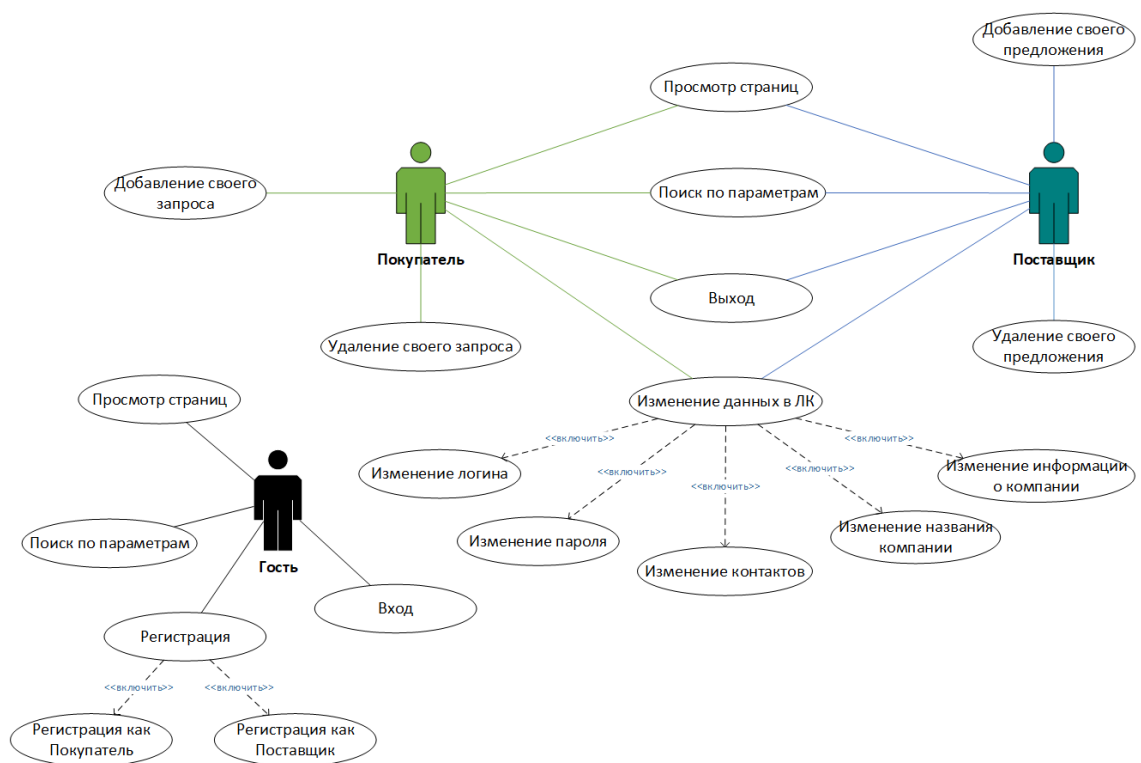 Добавление своего
предложения
Просмотр страниц
Добавление своего
запроса
Поиск по параметрам
Покупатель
Поставщик
Выход
Удаление своего запроса
Удаление своего
предложения
Просмотр страниц
Изменение данных в ЛК
<<включить>>
<<включить>>
<<включить>>
<<включить>>
<<включить>>
Изменение логина
Изменение информации
о компании
Изменение пароля
Изменение названия
компании
Изменение контактов
Поиск по параметрам
Гость
Вход
Регистрация
<<включить>>
<<включить>>
Регистрация как
Покупатель
Регистрация как
Поставщик